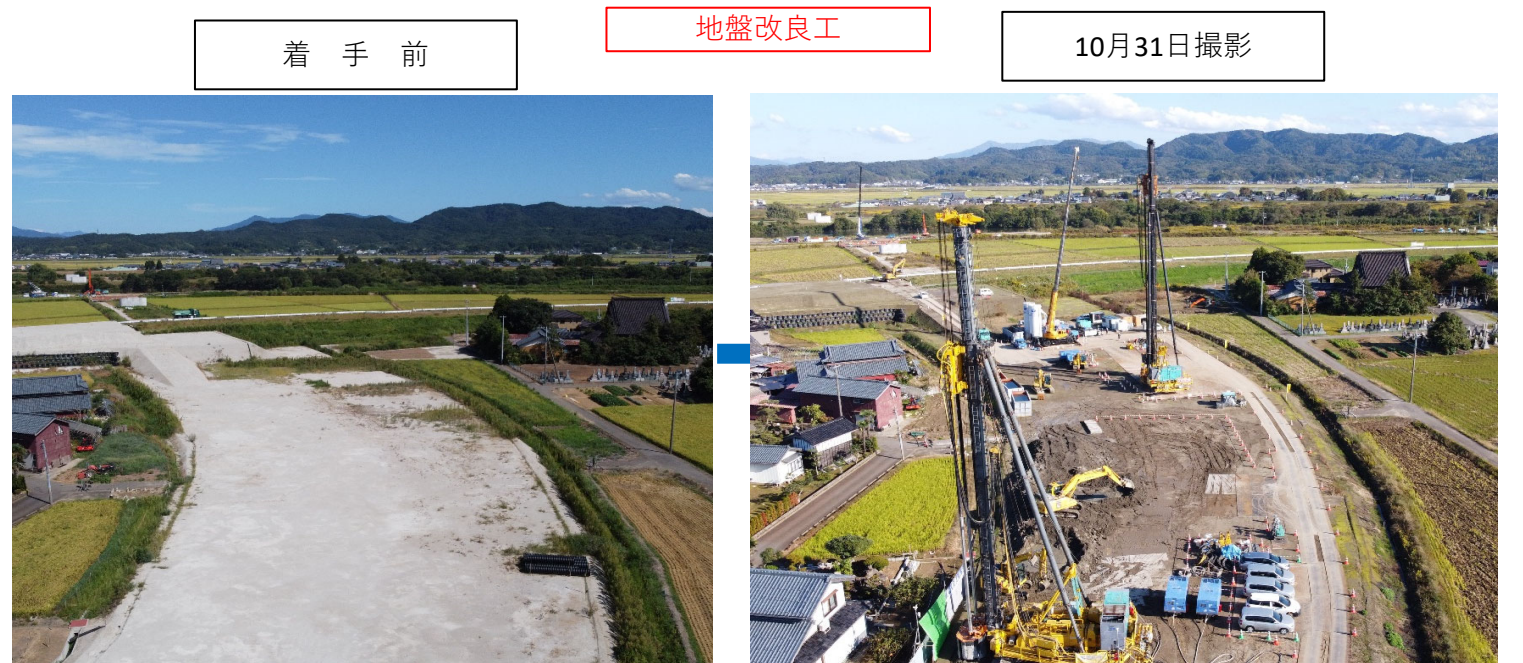 着　手　前
地盤改良工
10月31日撮影